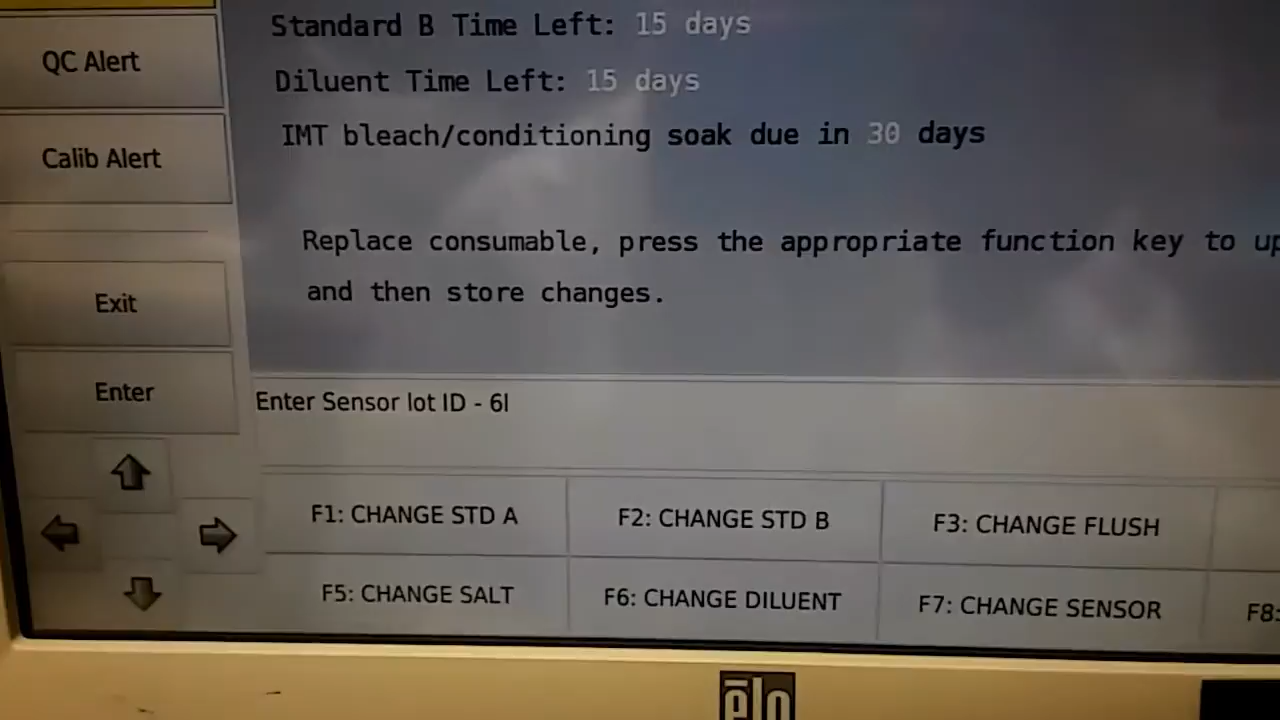 Standard B Time Left: 15 days
QC Alert
Diluent Time Left: 15 days
IMT bleach/conditioning soak due in 30 days
Calib Alert
Replace consumable, press the appropriate function key to
and then store changes.
Exit
Enter
Enter Sensor lot ID - 6
F1: CHANGE STD A
F2: CHANGE STD B
F3: CHANGE FLUSH
F5: CHANGE SALT
F6: CHANGE DILUENT
F7: CHANGE SENSOR
F8:
elo